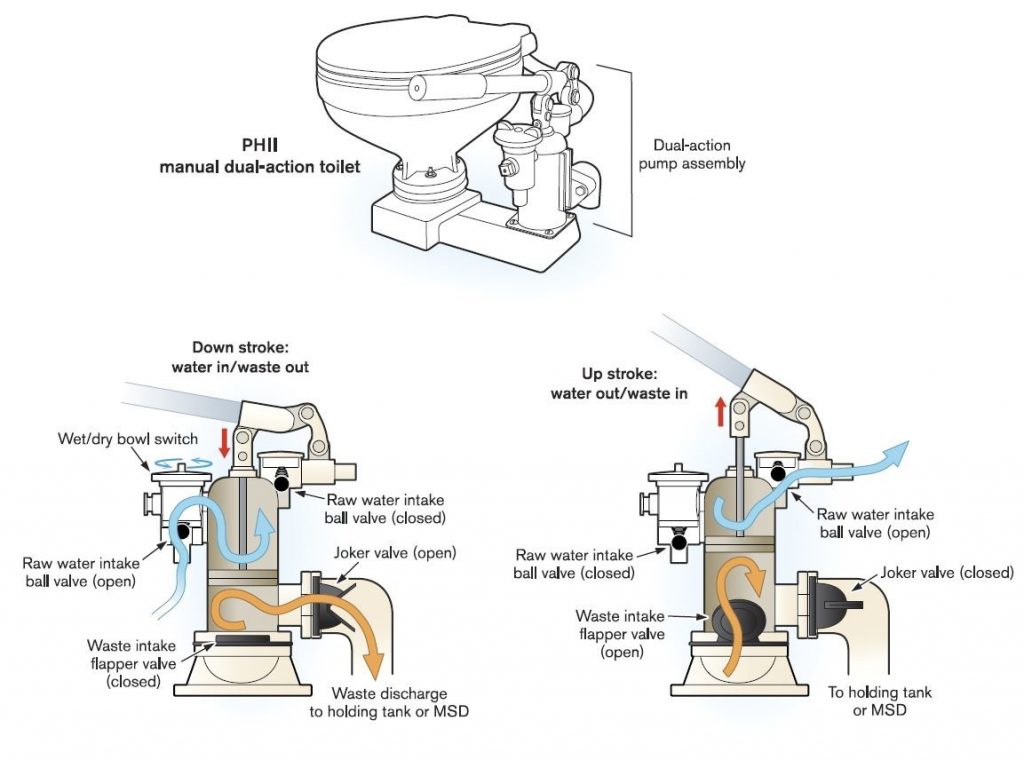 PHII
manual dual-action toilet
Dual-action
pump assembly
Down stroke:
water in/waste out
Wet/dry bowl switch
Raw water intake
ball valve (closed)
Raw water intake
ball valve (open)
Joker valve (open)
Waste intake
flapper valve
(closed)
Waste discharge
to holding tank or MSD
Up stroke:
water out/waste in
Raw water intake
ball valve (open)
Raw water intake
ball valve (closed)
Joker valve (closed)
Waste intake
flapper valve
(open)
To holding tank
or MSD